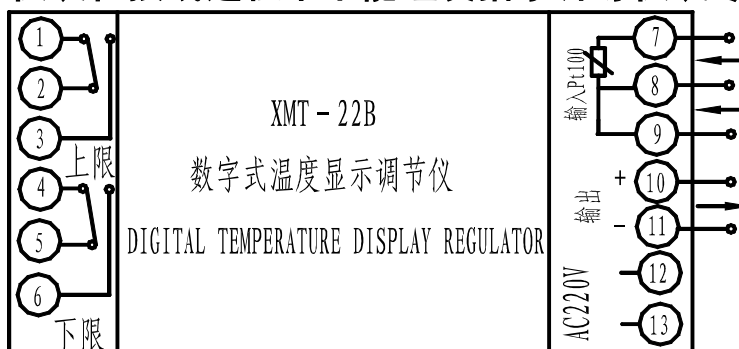 1
2
3
上限
4
5
6
下限
XMT-22B
数字式温度显示调节仪
DIGITAL TEMPERATURE DISPLAY REGULATOR
输入Pt100
7
8
9
输出
+ 10
- 11
AC220V
12
13